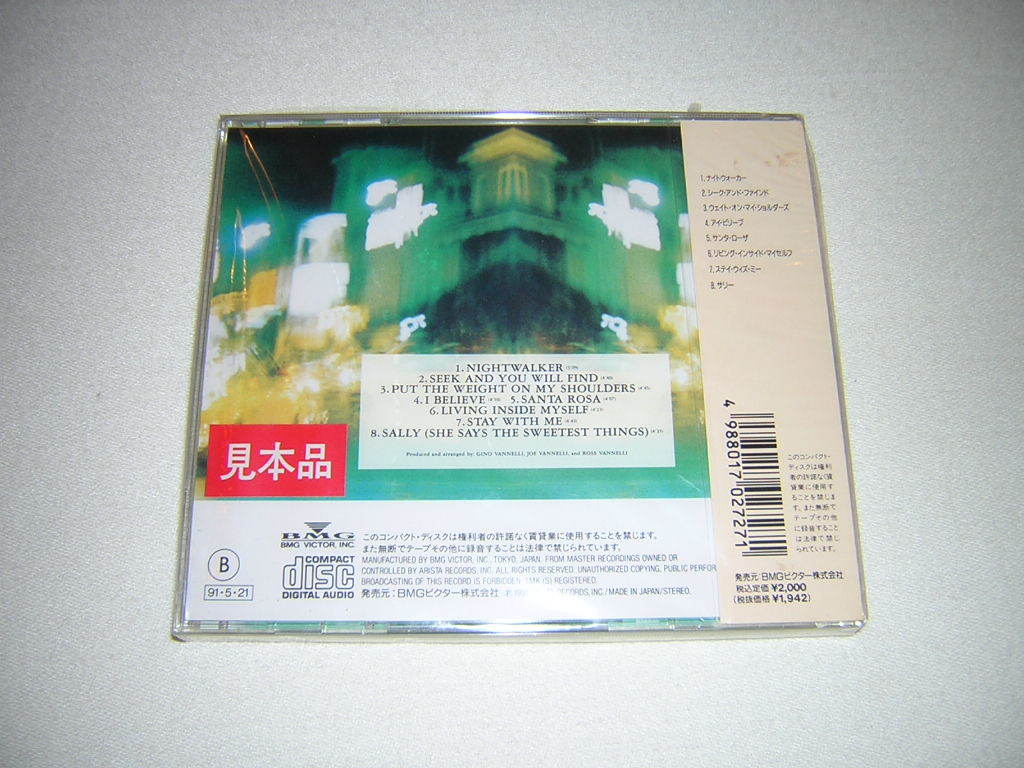 1. NIGHTWALKER
2. SEEK AND YOU WILL FIND (4'40)
3. PUT THE WEIGHT ON MY SHOULDERS (4'45)
4. I BELIEVE 5. SANTA ROSA
6. LIVING INSIDE MYSELF (4'23)
7. STAY WITH ME (4'43)
8. SALLY (SHE SAYS THE SWEETEST THINGS) (4'35)
Produced and arranged by: GINO VANNELLI, JOE VANNELLI, and ROSS VANNELLI
見本品
BMG
BMG VICTOR, INC.
COMPACT
disc
DIGITAL AUDIO
B
91・5・21
このコンパクト・ディスクは権利者の許諾なく賃貸業に使用することを禁じます。
また無断でテープその他に録音することは法律で禁じられています。
MANUFACTURED BY BMG VICTOR, INC., TOKYO, JAPAN. FROM MASTER RECORDINGS OWNED OR
CONTROLLED BY ARISTA RECORDS, INC. ALL RIGHTS RESERVED. UNAUTHORIZED COPYING, PUBLIC PERFOR
BROADCASTING OF THIS RECORD IS FORBIDDEN. TMK (S) REGISTERED.
発売元:BMGビクター株式会社 RECORDS, INC./MADE IN JAPAN/STEREO.
1. ナイトウォーカー
2. シーク・アンド・ファインド
3. ウェイト・オン・マイ・ショルダーズ
4. アイ・ビリーブ
5. サンタ・ローザ
6. リビング・インサイド・マイセルフ
7. ステイ・ウィズ・ミー
8. サリー
4 988017 027271
このコンパクト・
ディスクは権利
者の許諾なく賃
貸業に使用す
ることを禁じま
す。また無断で
テープその他
に録音すること
は法律で禁じ
られています。
発売元:BMGビクター株式会社
税込定価 ¥2,000
(税抜価格 ¥1,942)